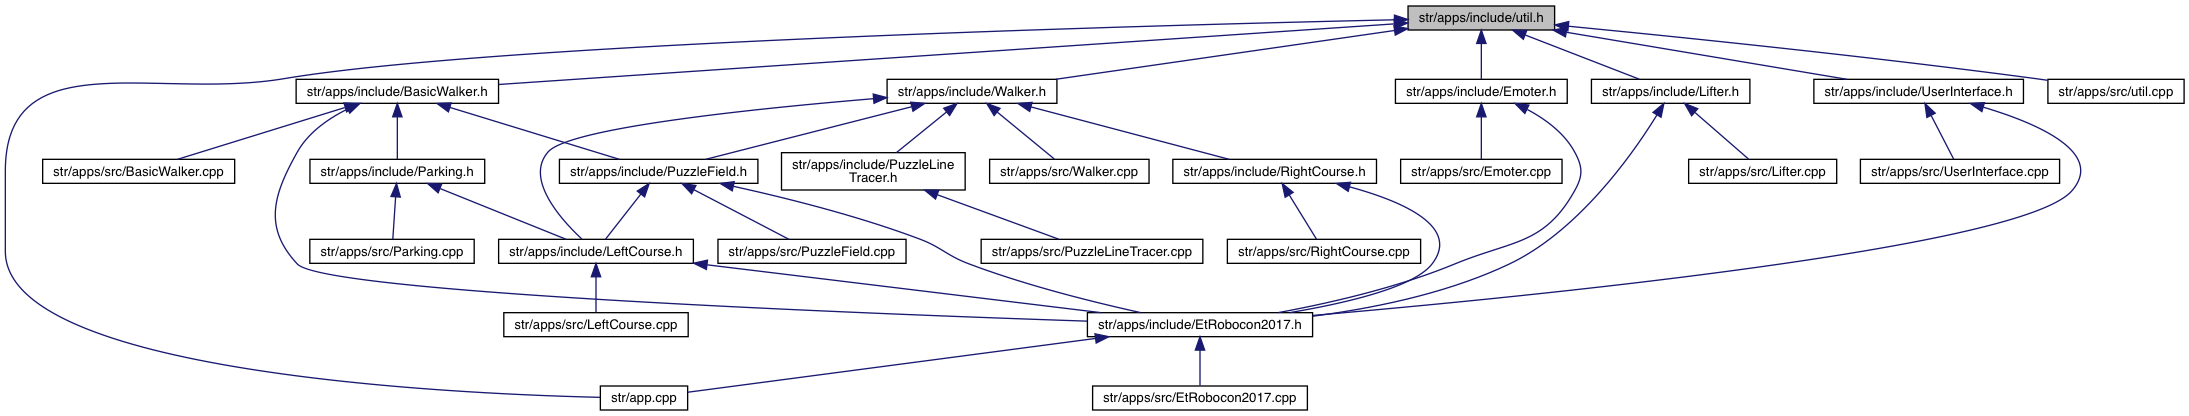 str/apps/include/util.h
str/apps/include/BasicWalker.h
str/apps/include/Walker.h
str/apps/include/Emoter.h
str/apps/include/Lifter.h
str/apps/include/UserInterface.h
str/apps/src/util.cpp
str/apps/src/BasicWalker.cpp
str/apps/include/Parking.h
str/apps/include/PuzzleField.h
str/apps/include/PuzzleLine
Tracer.h
str/apps/src/Walker.cpp
str/apps/include/RightCourse.h
str/apps/src/Emoter.cpp
str/apps/src/Lifter.cpp
str/apps/src/UserInterface.cpp
str/apps/src/Parking.cpp
str/apps/include/LeftCourse.h
str/apps/src/PuzzleField.cpp
str/apps/src/PuzzleLineTracer.cpp
str/apps/src/RightCourse.cpp
str/apps/src/LeftCourse.cpp
str/apps/include/EtRobocon2017.h
str/app.cpp
str/apps/src/EtRobocon2017.cpp